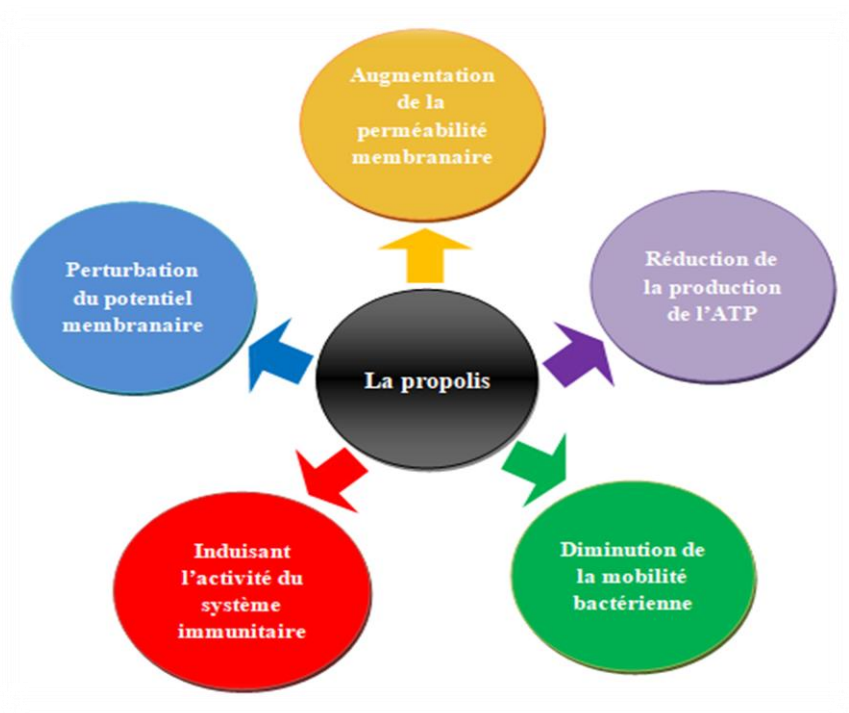 Augmentation
de la
perméabilité
membranaire
Perturbation
du potentiel
membranaire
Réduction de
la production
de l’ATP
La propolis
Induisant
l’activité du
système
immunitaire
Diminution de
la mobilité
bactérienne